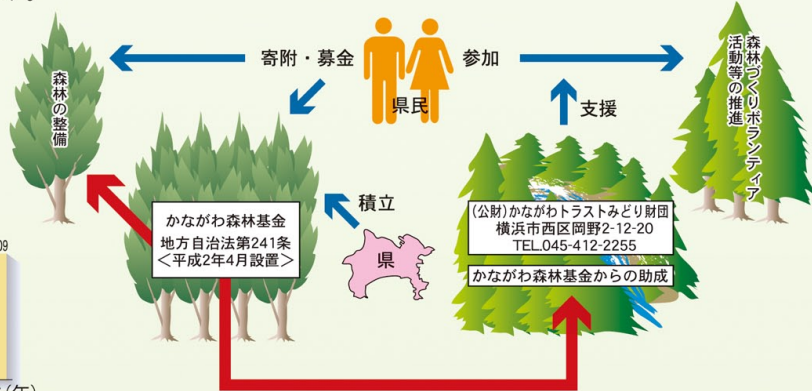 寄附・募金
県民
参加
森林の整備
森林づくりボランティア
活動等の推進
支援
積立
かながわ森林基金
地方自治法第241条
＜平成2年4月設置＞
県
(公財)かながわトラストみどり財団
横浜市西区岡野2-12-20
TEL.045-412-2255
かながわ森林基金からの助成
09
(年)